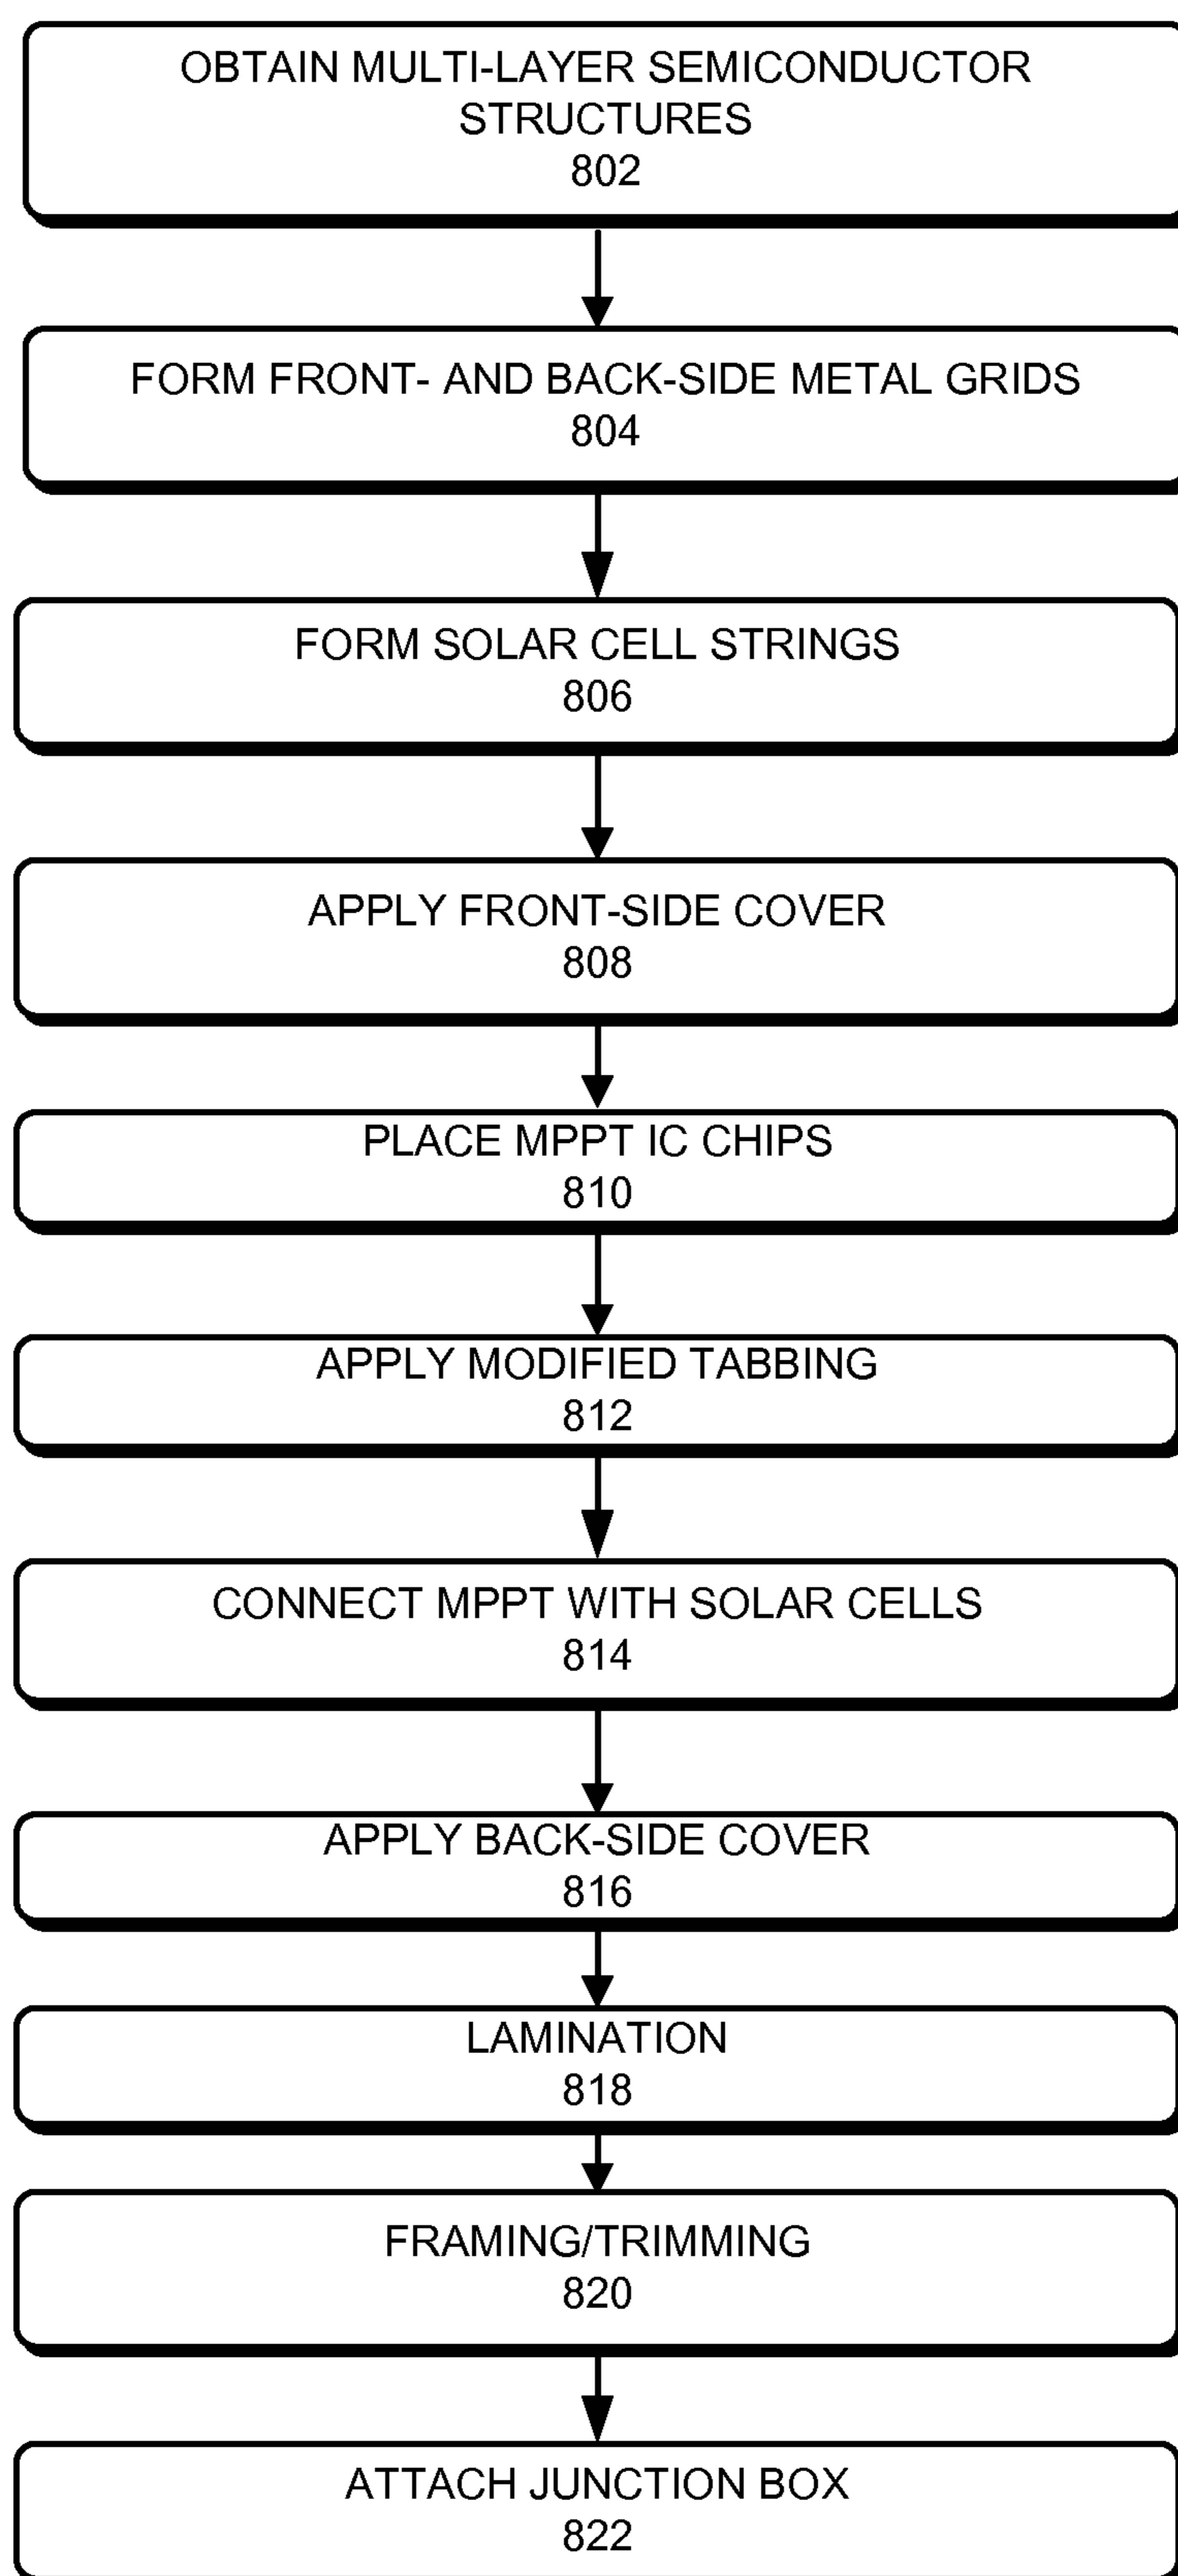 OBTAIN MULTI-LAYER SEMICONDUCTOR
STRUCTURES
802
FORM FRONT- AND BACK-SIDE METAL GRIDS
804
FORM SOLAR CELL STRINGS
806
APPLY FRONT-SIDE COVER
808
PLACE MPPT IC CHIPS
810
APPLY MODIFIED TABBING
812
CONNECT MPPT WITH SOLAR CELLS
814
APPLY BACK-SIDE COVER
816
LAMINATION
818
FRAMING/TRIMMING
820
ATTACH JUNCTION BOX
822